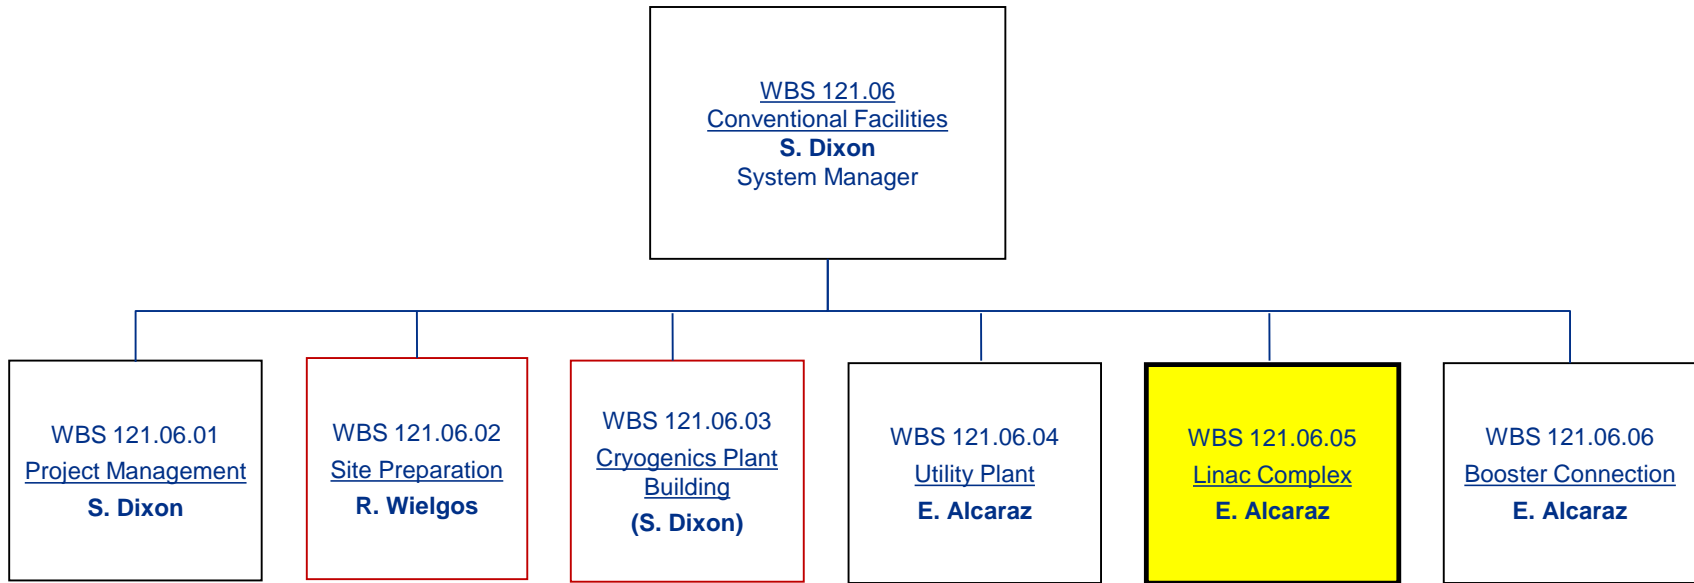 WBS 121.06
Conventional Facilities
S. Dixon
System Manager
WBS 121.06.01
Project Management
S. Dixon
WBS 121.06.02
Site Preparation
R. Wielgos
WBS 121.06.03
Cryogenics Plant
Building
(S. Dixon)
WBS 121.06.04
Utility Plant
E. Alcaraz
WBS 121.06.05
Linac Complex
E. Alcaraz
WBS 121.06.06
Booster Connection
E. Alcaraz